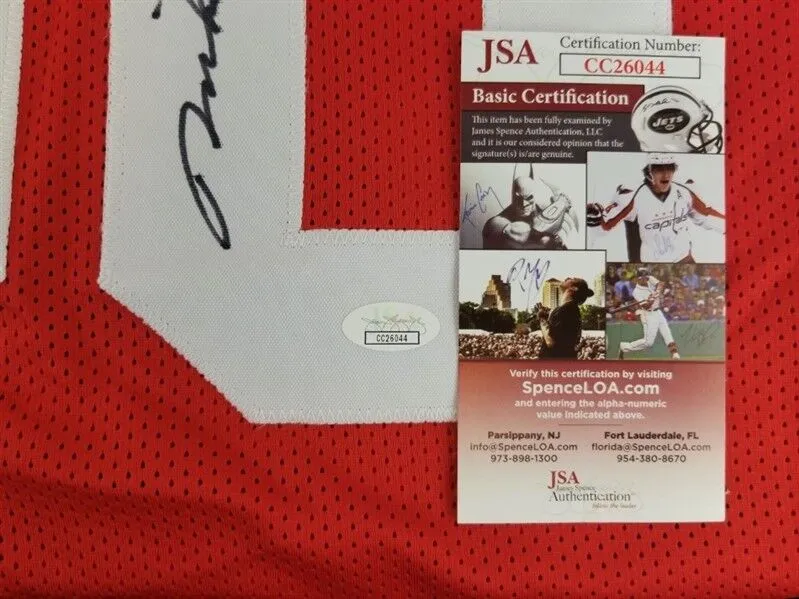 JSA
Certification Number:
CC26044
Basic Certification
This item has been fully examined by
James Spence Authentication, LLC
and it is our considered opinion that the
signature(s) is/are genuine.
JETS
capitals
CC26044
Verify this certification by visiting
SpenceLOA.com
and entering the alpha-numeric
value indicated above.
Parsippany, NJ
info@SpenceLOA.com
973-898-1300
Fort Lauderdale, FL
florida@SpenceLOA.com
954-380-8670
JSA
James Spence
Authentication